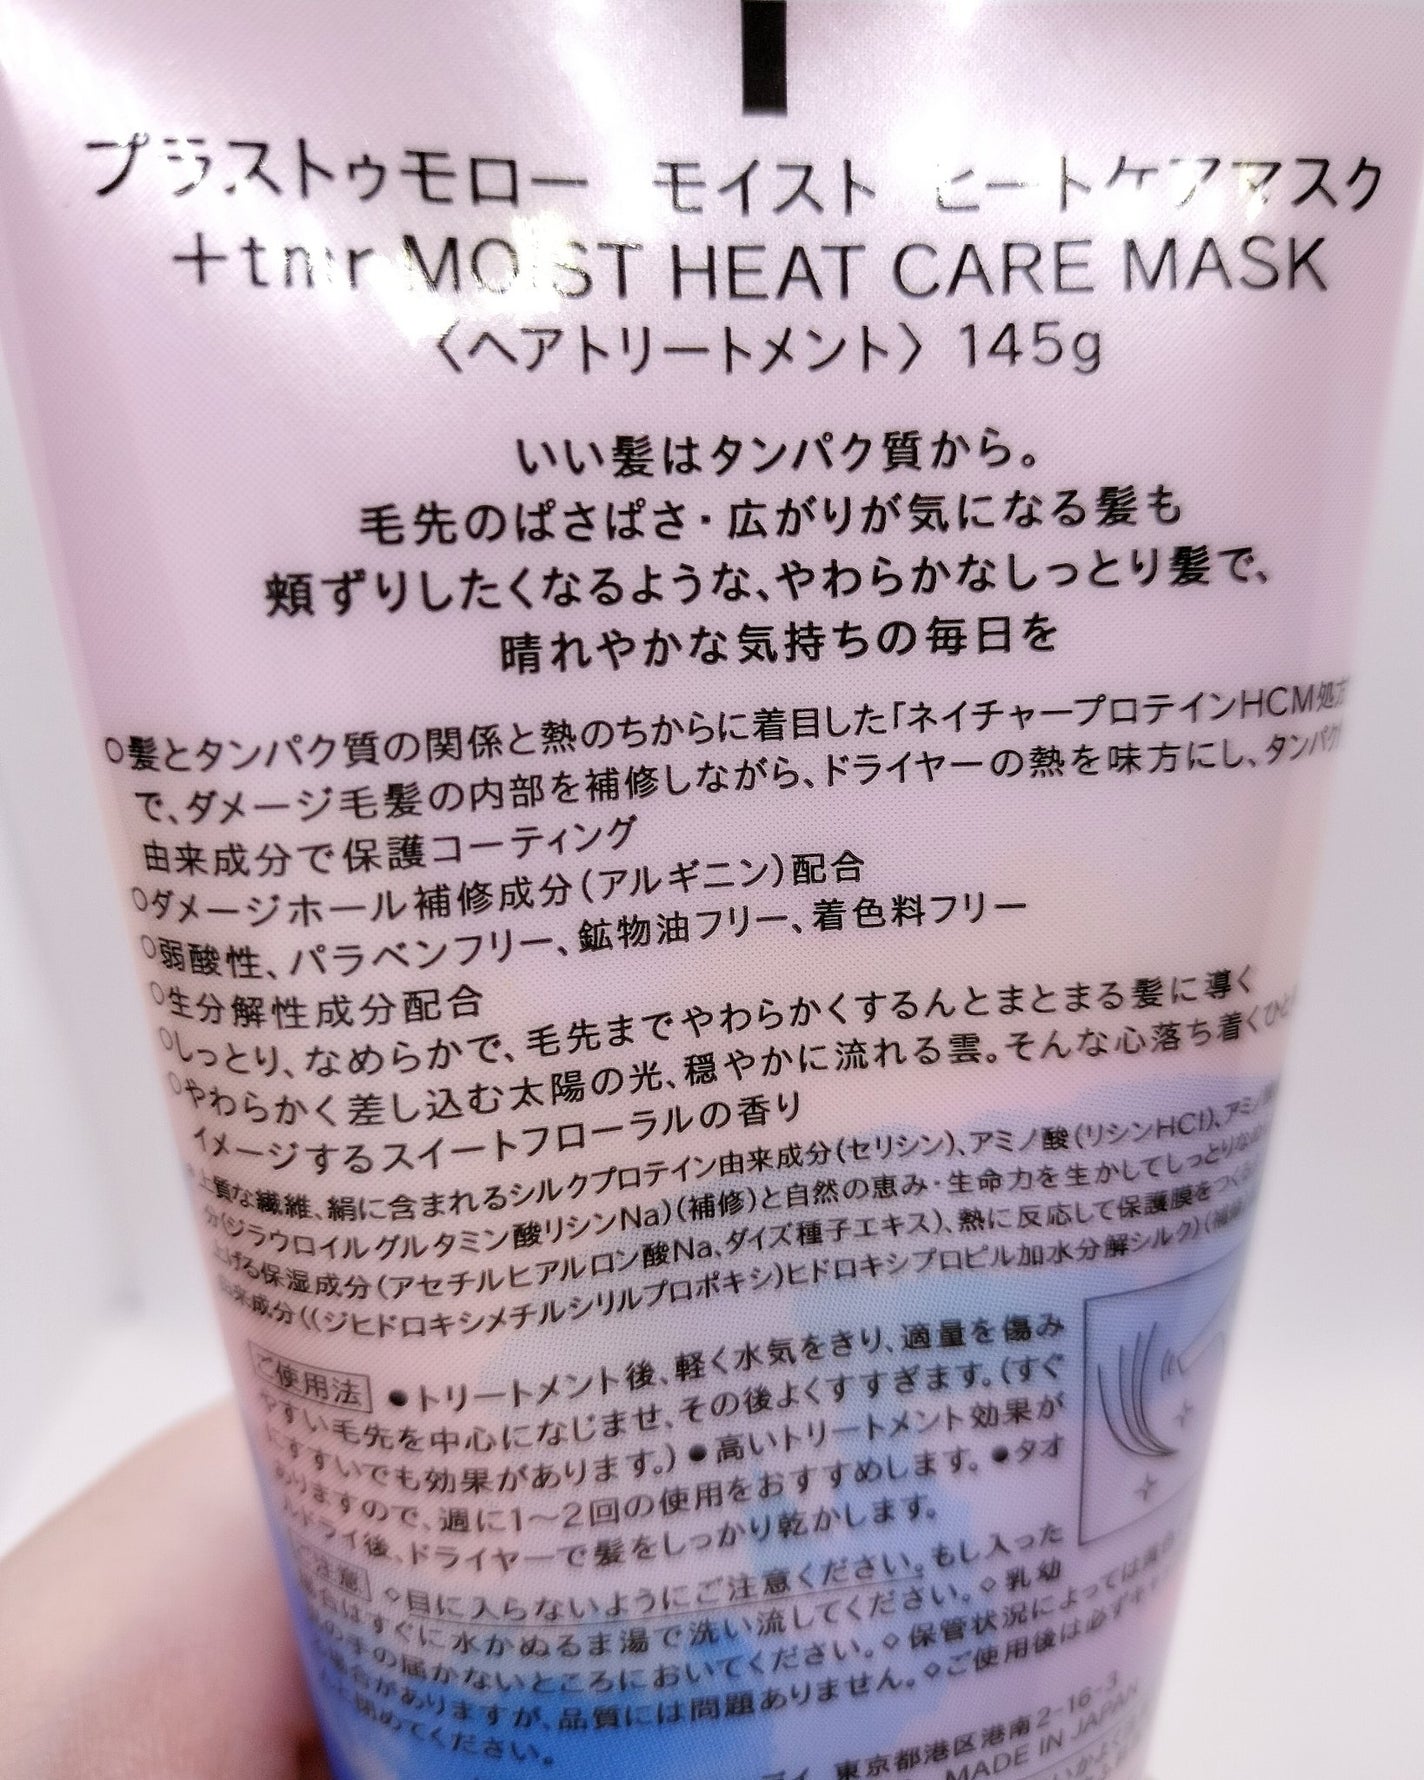 プラストゥモロー モイスト ヒートケアマスク
+tmr MOIST HEAT CARE MASK
〈ヘアトリートメント〉145g
いい髪はタンパク質から。
毛先のぱさぱさ・広がりが気になる髪も
頬ずりしたくなるような、やわらかなしっとり髪で、
晴れやかな気持ちの毎日を
○髪とタンパク質の関係と熱のちからに着目した「ネイチャープロテインHCM処方
で、ダメージ毛髪の内部を補修しながら、ドライヤーの熱を味方にし、タンパク
由来成分で保護コーティング
○ダメージホール補修成分(アルギニン)配合
○弱酸性、パラベンフリー、鉱物油フリー、着色料フリー
○生分解性成分配合
○しっとり、なめらかで、毛先までやわらかくするんとまとまる髪に導く
○やわらかく差し込む太陽の光、穏やかに流れる雲。そんな心落ち着くひと
イメージするスイートフローラルの香り
上質な繊維、絹に含まれるシルクプロテイン由来成分(セリシン)、アミノ酸(リシンHCl)、アミノ
分(ジラウロイルグルタミン酸リシンNa)(補修)と自然の恵み・生命力を生かしてしっとり
上げる保湿成分(アセチルヒアルロン酸Na、ダイズ種子エキス)、熱に反応して保護膜をつくる
由来成分((ジヒドロキシメチルシリルプロポキシ)ヒドロキシプロピル加水分解シルク)
ご使用法 ●トリートメント後、軽く水気をきり、適量を傷み
やすい毛先を中心になじませ、その後よくすすぎます。(すぐ
にすすいでも効果があります。)●高いトリートメント効果が
ありますので、週に1〜2回の使用をおすすめします。●タオ
ルドライ後、ドライヤーで髪をしっかり乾かします。
ご注意 ◇目に入らないようにご注意ください。もし入った
場合はすぐに水かぬるま湯で洗い流してください。◇乳幼
の手の届かないところにおいてください。◇保管状況によっては
場合がありますが、品質には問題ありません。◇ご使用後は必ず
閉めてください。
東京都港区港南2-16-3
MADE IN JAPAN